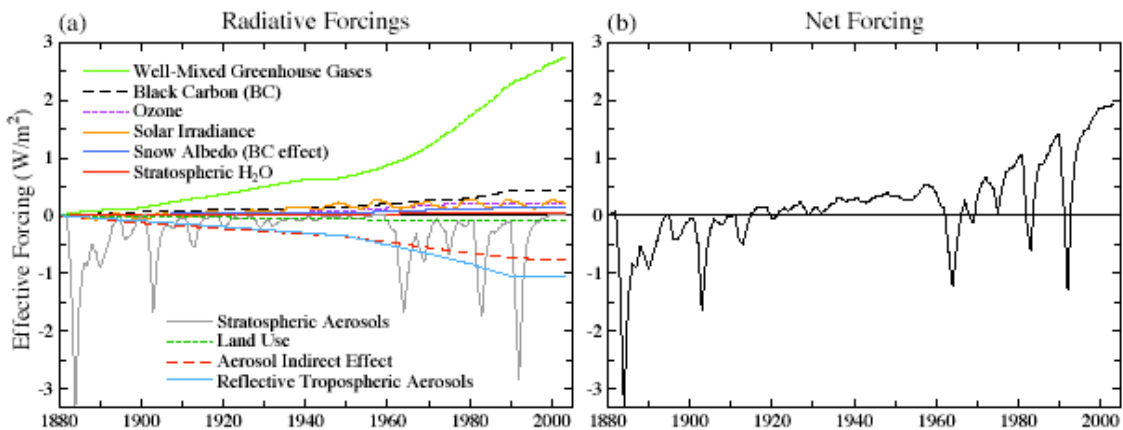 (a) Radiative Forcings
Effective Forcing (W/m²)
3
2
1
0
-1
-2
-3
Well-Mixed Greenhouse Gases
Black Carbon (BC)
Ozone
Solar Irradiance
Snow Albedo (BC effect)
Stratospheric H₂O
Stratospheric Aerosols
Land Use
Aerosol Indirect Effect
Reflective Tropospheric Aerosols
1880 1900 1920 1940 1960 1980 2000
(b) Net Forcing
3
2
1
0
-1
-2
-3
1880 1900 1920 1940 1960 1980 2000